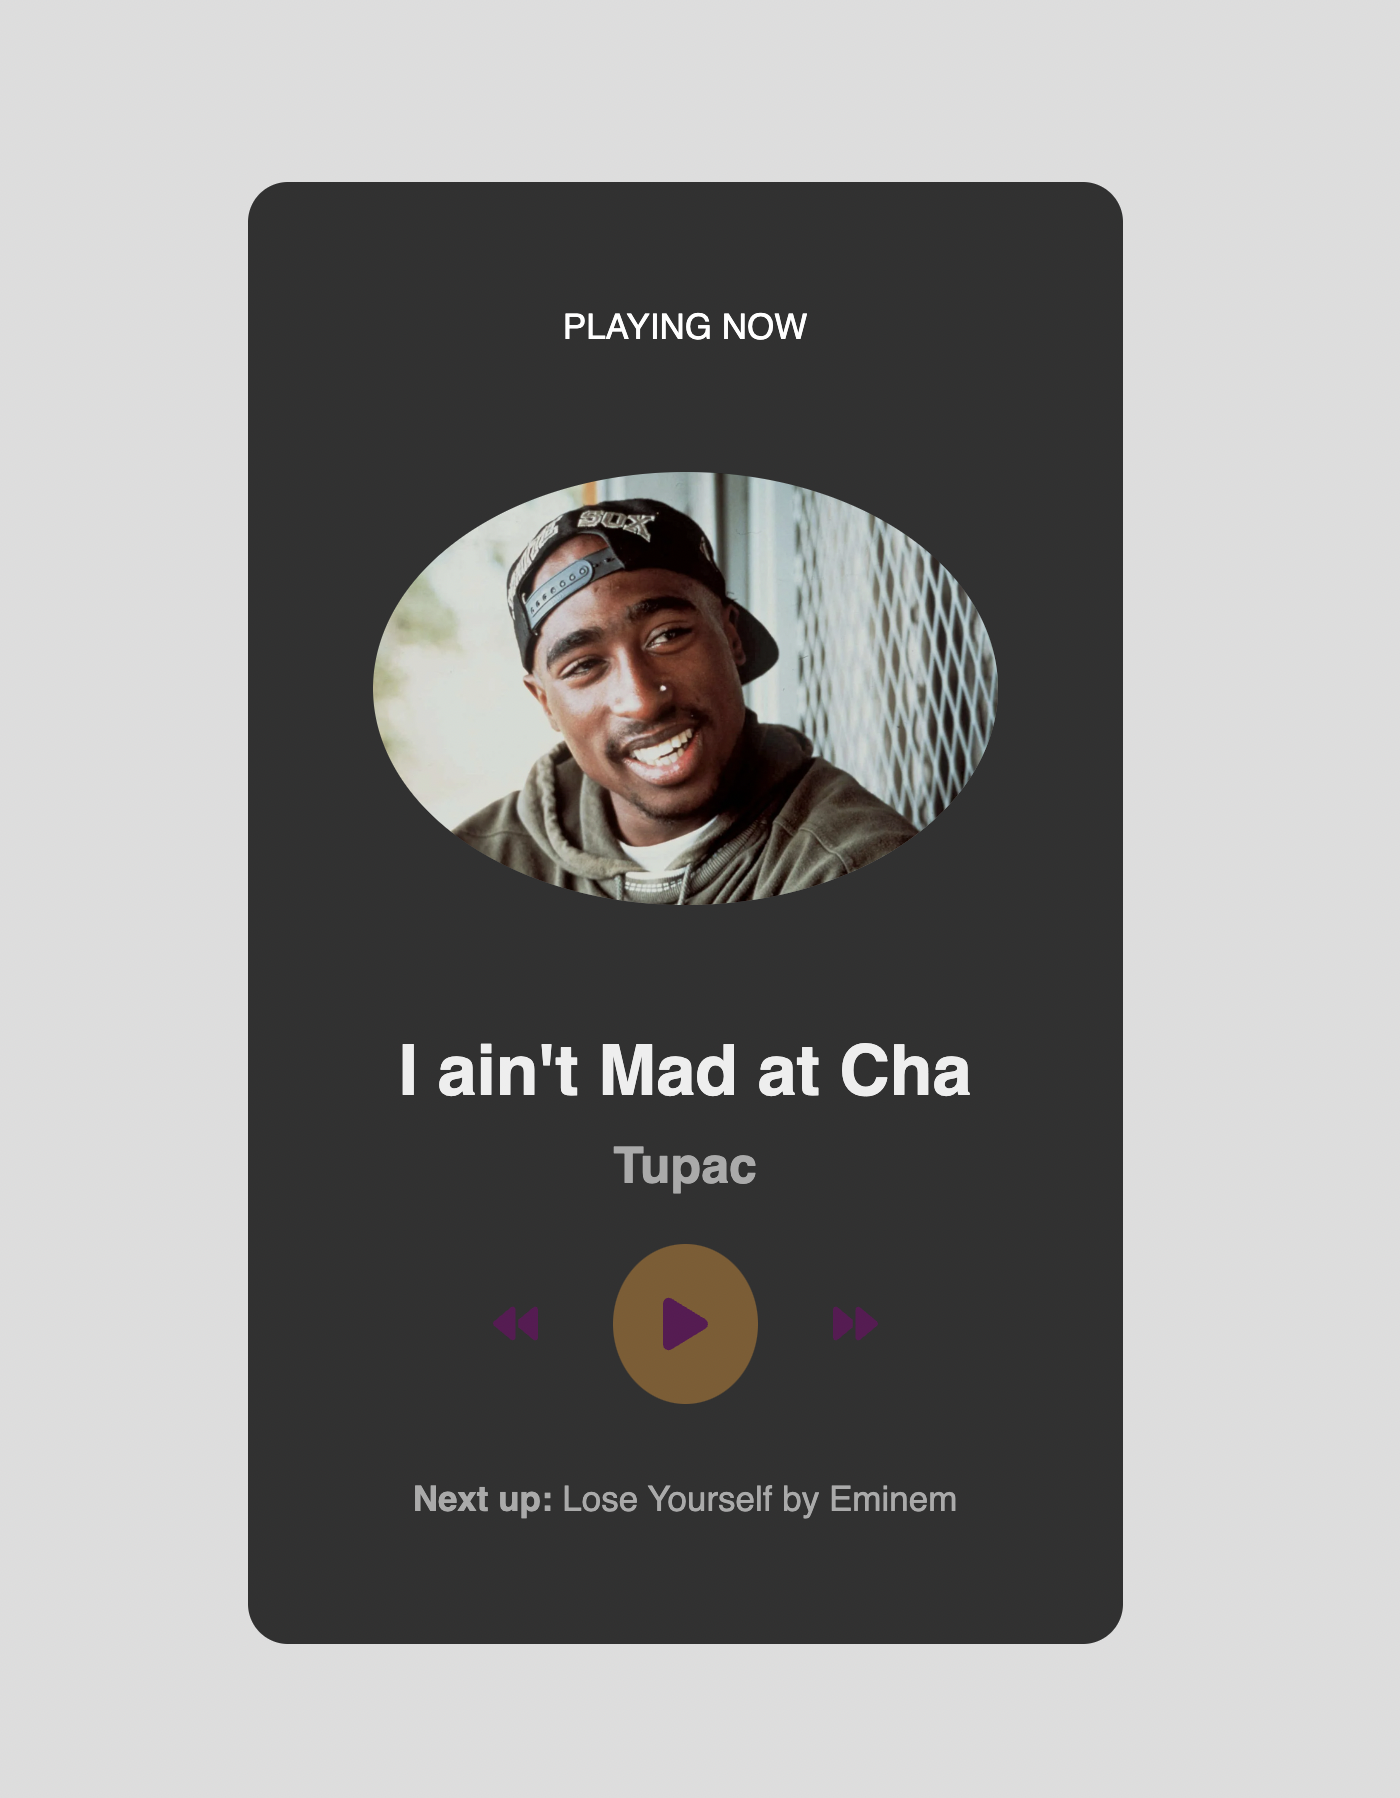 PLAYING NOW
SOX
I ain't Mad at Cha
Tupac
Next up: Lose Yourself by Eminem